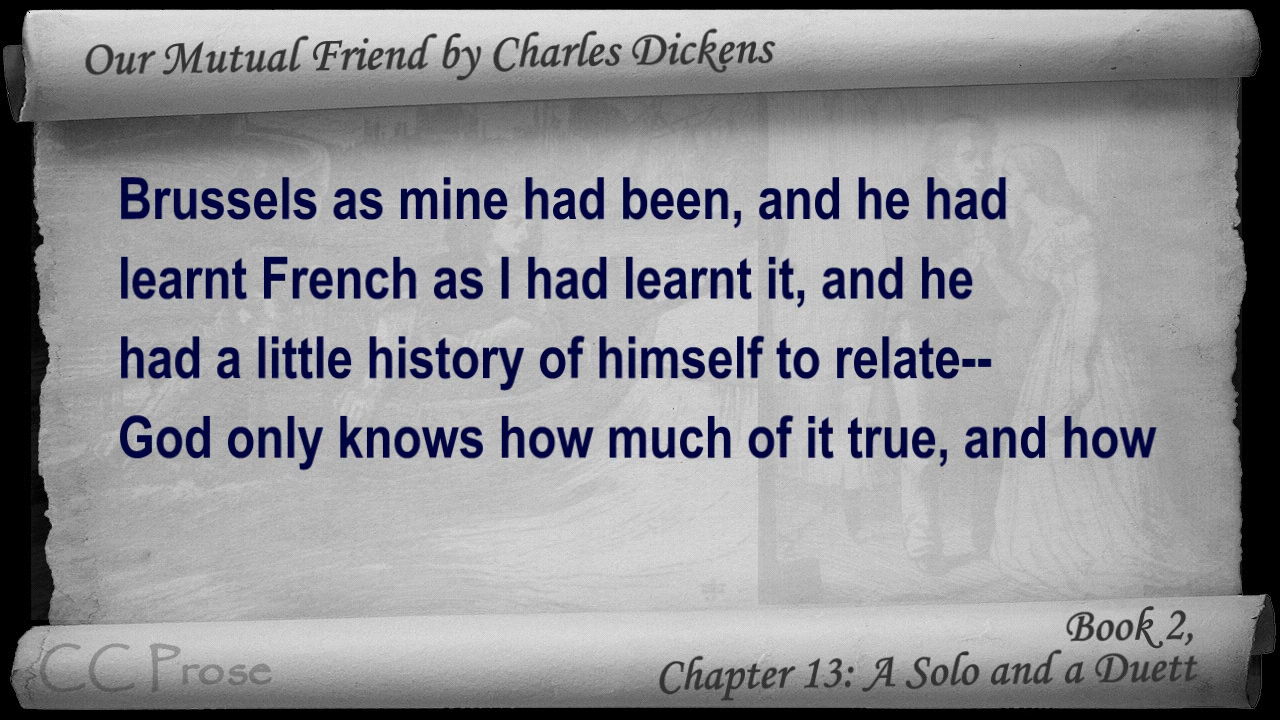 Our Mutual Friend by Charles Dickens
Brussels as mine had been, and he had
learnt French as I had learnt it, and he
had a little history of himself to relate--
God only knows how much of it true, and how
CC Prose
Book 2,
Chapter 13: A Solo and a Duett